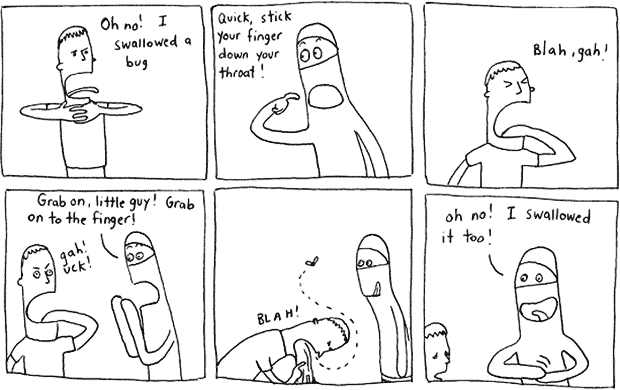 Oh no! I
swallowed a
bug
Quick, stick
your finger
down your
throat!
Blah, gah!
Grab on, little guy! Grab
on to the finger!
gah!
uck!
BLAH!
oh no! I swallowed
it too!